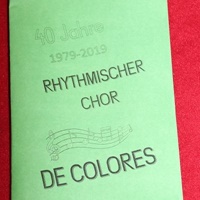 40 Jahre
1979-2019
RHYTHMISCHER
CHOR
DE COLORES